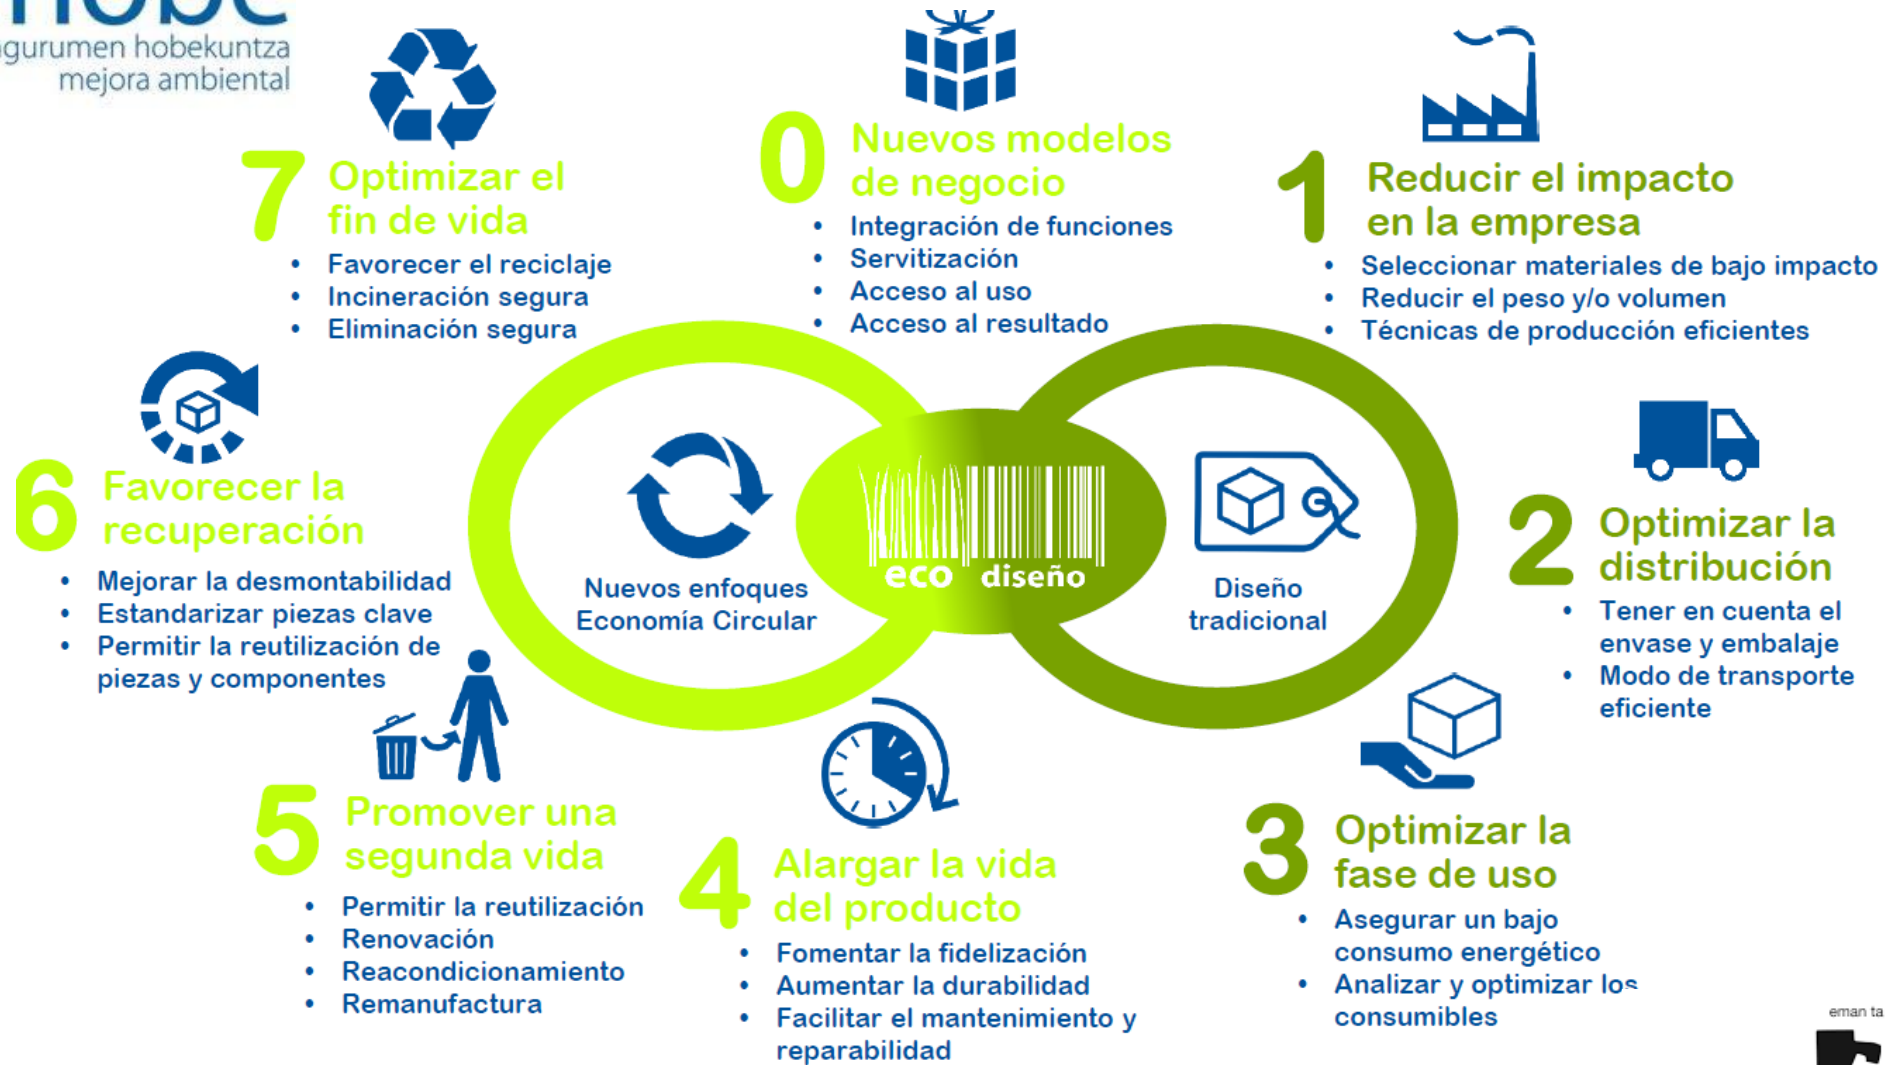 hobe
ngurumen hobekuntza
mejora ambiental
0 Nuevos modelos
de negocio
• Integración de funciones
• Servitización
• Acceso al uso
• Acceso al resultado
1 Reducir el impacto
en la empresa
• Seleccionar materiales de bajo impacto
• Reducir el peso y/o volumen
• Técnicas de producción eficientes
2 Optimizar la
distribución
• Tener en cuenta el
envase y embalaje
• Modo de transporte
eficiente
3 Optimizar la
fase de uso
• Asegurar un bajo
consumo energético
• Analizar y optimizar los
consumibles
4 Alargar la vida
del producto
• Fomentar la fidelización
• Aumentar la durabilidad
• Facilitar el mantenimiento y
reparabilidad
5 Promover una
segunda vida
• Permitir la reutilización
• Renovación
• Reacondicionamiento
• Remanufactura
6 Favorecer la
recuperación
• Mejorar la desmontabilidad
• Estandarizar piezas clave
• Permitir la reutilización de
piezas y componentes
7 Optimizar el
fin de vida
• Favorecer el reciclaje
• Incineración segura
• Eliminación segura
Nuevos enfoques
Economía Circular
eco diseño
Diseño
tradicional
eman ta